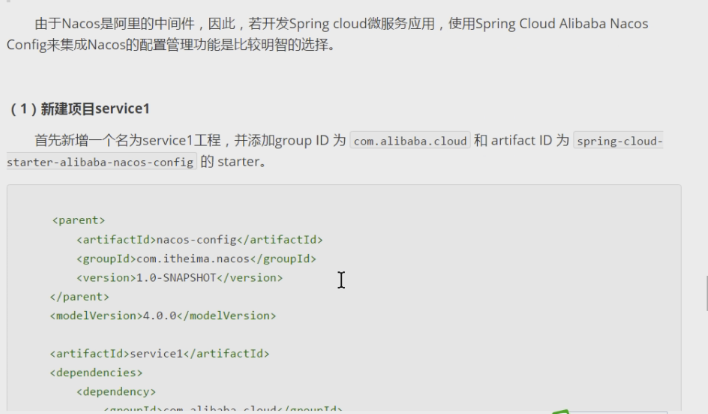 由于Nacos是阿里的中间件，因此，若开发Spring cloud微服务应用，使用Spring Cloud Alibaba Nacos
Config来集成Nacos的配置管理功能是比较明智的选择。
（1）新建项目service1
首先新增一个名为service1工程，并添加group ID 为 com.alibaba.cloud 和 artifact ID 为 spring-cloud-
starter-alibaba-nacos-config 的 starter。
<parent>
<artifactId>nacos-config</artifactId>
<groupId>com.itheima.nacos</groupId>
<version>1.0-SNAPSHOT</version>
</parent>
<modelVersion>4.0.0</modelVersion>
<artifactId>service1</artifactId>
<dependencies>
<dependency>
<groupId>com.alibaba.cloud</groupId>